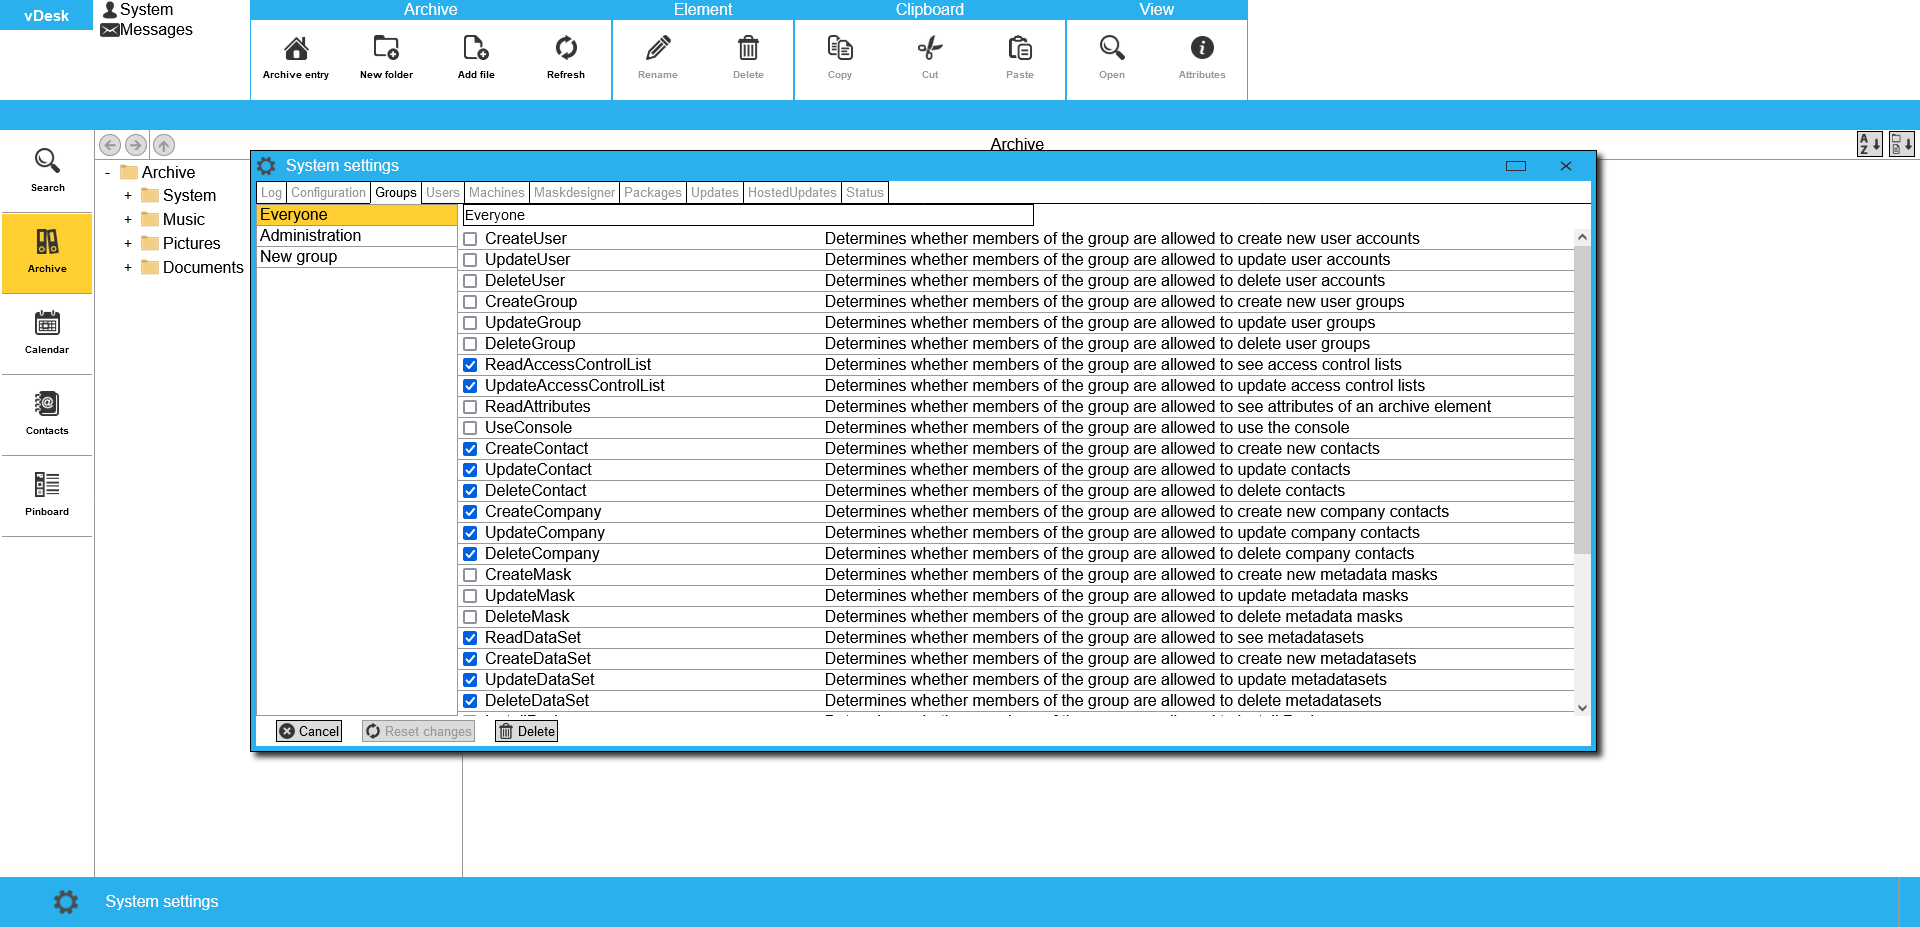 vDesk
System
Messages
Archive
Element
Clipboard
View
Archive entry
New folder
Add file
Refresh
Rename
Delete
Copy
Cut
Paste
Open
Attributes
Search
Archive
Calendar
Contacts
Pinboard
Archive
A
Z
- Archive
+ System
+ Music
+ Pictures
+ Documents
System settings
Log Configuration Groups Users Machines Maskdesigner Packages Updates HostedUpdates Status
Everyone
Administration
New group
Everyone
CreateUser Determines whether members of the group are allowed to create new user accounts
UpdateUser Determines whether members of the group are allowed to update user accounts
DeleteUser Determines whether members of the group are allowed to delete user accounts
CreateGroup Determines whether members of the group are allowed to create new user groups
UpdateGroup Determines whether members of the group are allowed to update user groups
DeleteGroup Determines whether members of the group are allowed to delete user groups
ReadAccessControlList Determines whether members of the group are allowed to see access control lists
UpdateAccessControlList Determines whether members of the group are allowed to update access control lists
ReadAttributes Determines whether members of the group are allowed to see attributes of an archive element
UseConsole Determines whether members of the group are allowed to use the console
CreateContact Determines whether members of the group are allowed to create new contacts
UpdateContact Determines whether members of the group are allowed to update contacts
DeleteContact Determines whether members of the group are allowed to delete contacts
CreateCompany Determines whether members of the group are allowed to create new company contacts
UpdateCompany Determines whether members of the group are allowed to update company contacts
DeleteCompany Determines whether members of the group are allowed to delete company contacts
CreateMask Determines whether members of the group are allowed to create new metadata masks
UpdateMask Determines whether members of the group are allowed to update metadata masks
DeleteMask Determines whether members of the group are allowed to delete metadata masks
ReadDataSet Determines whether members of the group are allowed to see metadatasets
CreateDataSet Determines whether members of the group are allowed to create new metadatasets
UpdateDataSet Determines whether members of the group are allowed to update metadatasets
DeleteDataSet Determines whether members of the group are allowed to delete metadatasets
Cancel
Reset changes
Delete
System settings